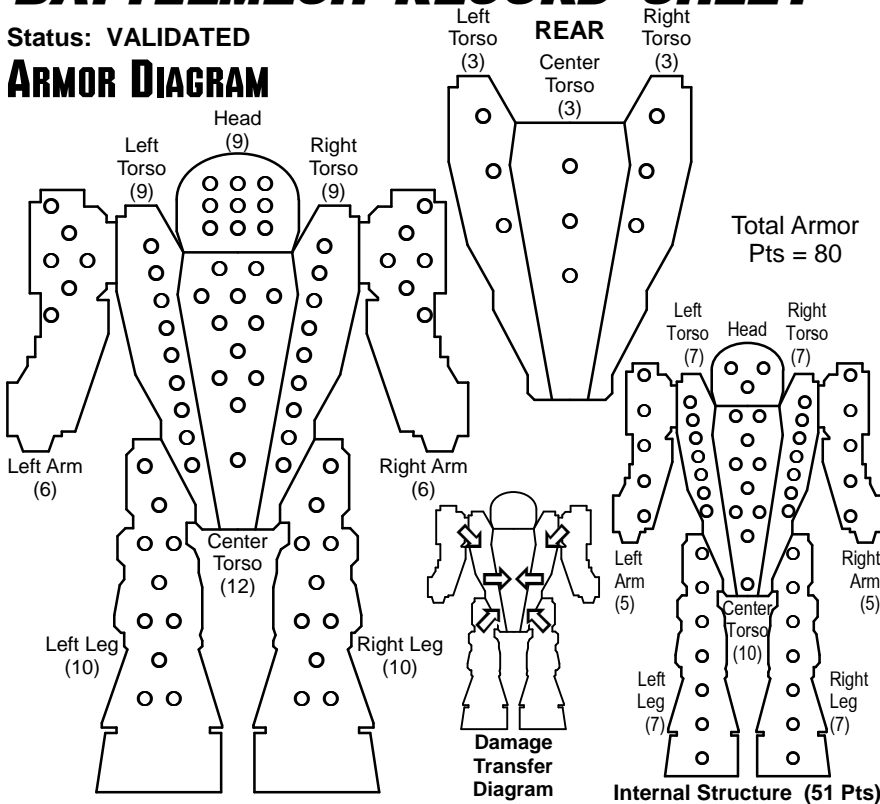 BATTLEMECH RECORD SHEET
Status: VALIDATED
ARMOR DIAGRAM
Head
(9)
Left
Torso
(9)
Right
Torso
(9)
Left Arm
(6)
Right Arm
(6)
Center
Torso
(12)
Left Leg
(10)
Right Leg
(10)
REAR
Left
Torso
(3)
Center
Torso
(3)
Right
Torso
(3)
Total Armor
Pts = 80
Left
Torso
(7)
Head
Right
Torso
(7)
Left
Arm
(5)
Right
Arm
(5)
Center
Torso
(10)
Left
Leg
(7)
Right
Leg
(7)
Damage
Transfer
Diagram
Internal Structure (51 Pts)